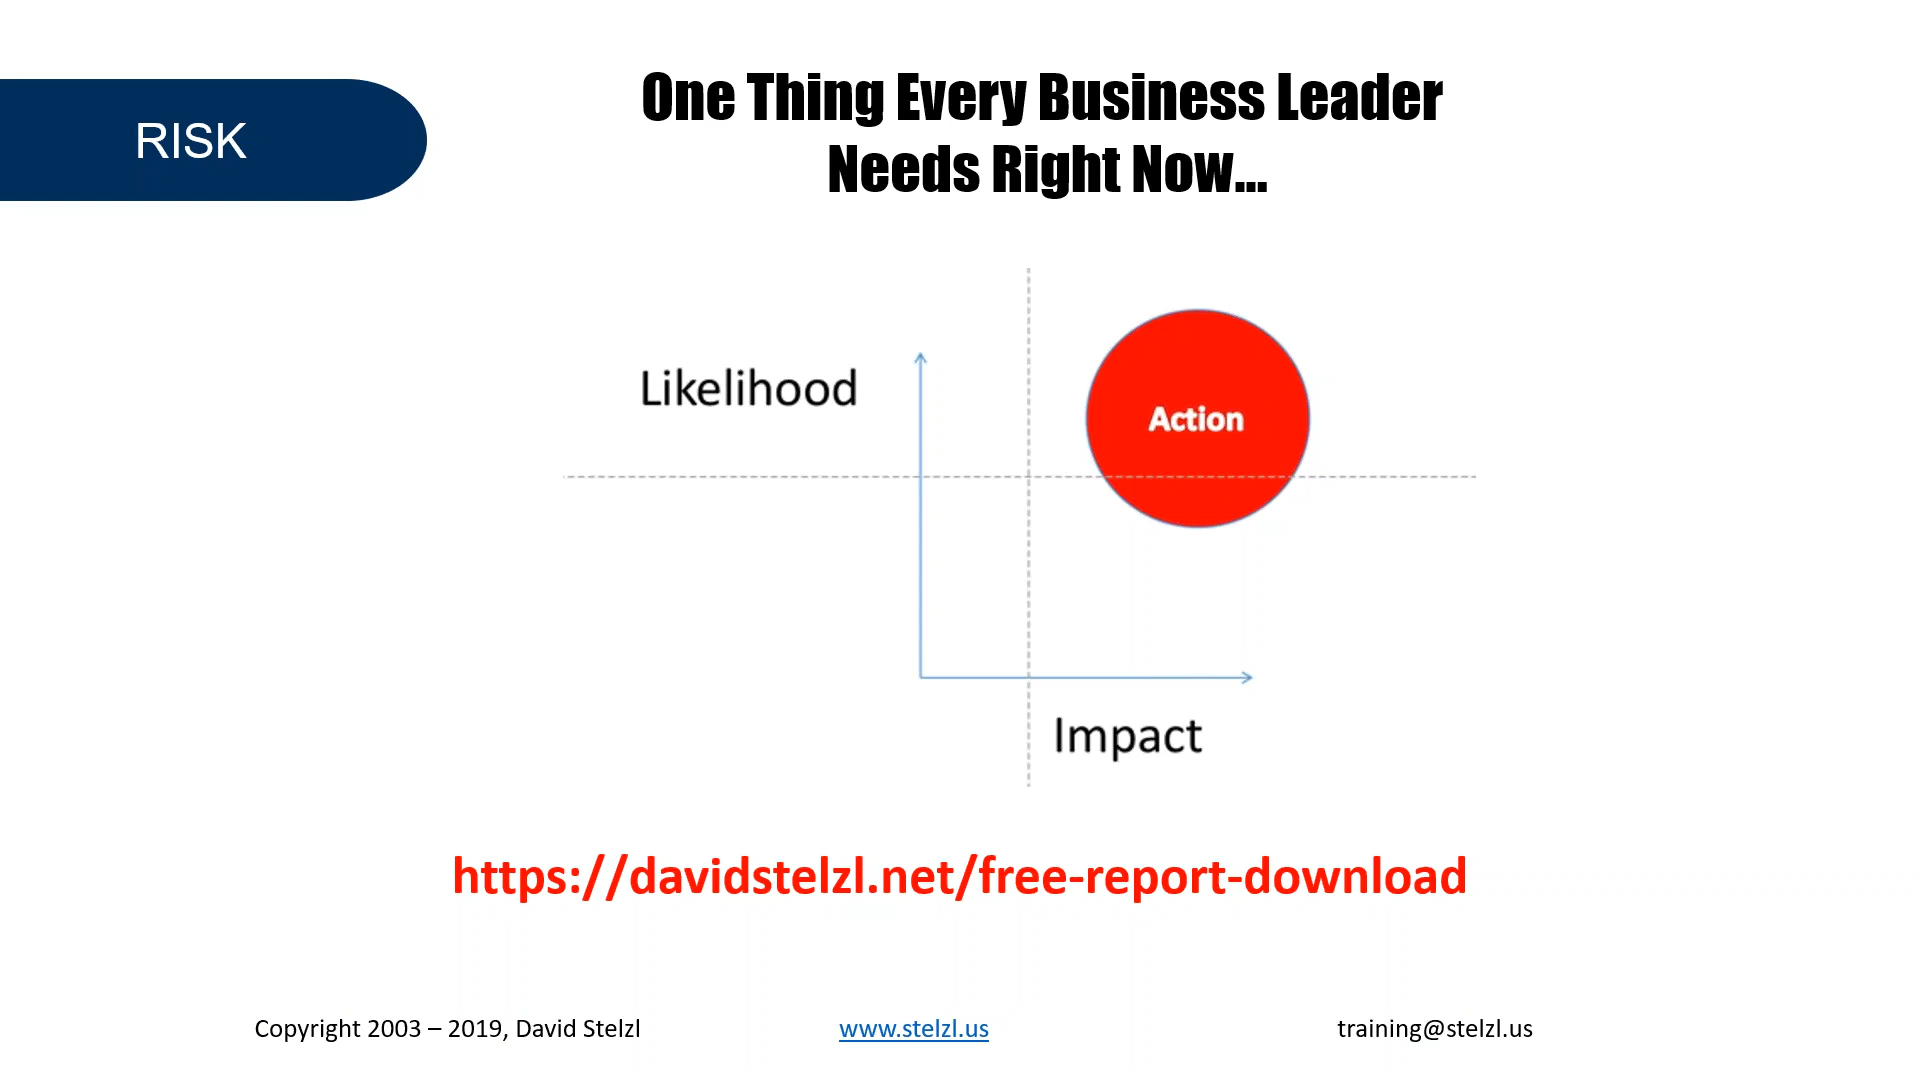 RISK
One Thing Every Business Leader
Needs Right Now...
Likelihood
Action
Impact
https://davidstelzl.net/free-report-download
Copyright 2003 – 2019, David Stelzl
www.stelzl.us
training@stelzl.us